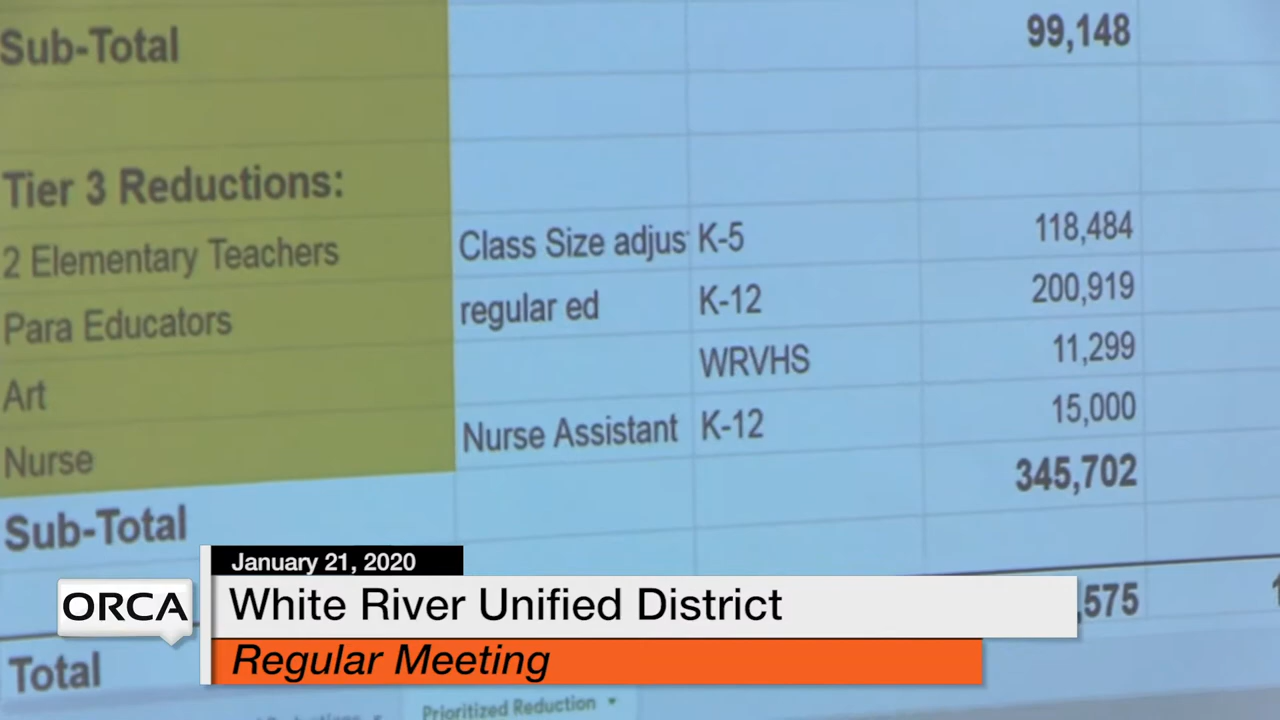 Sub-Total 99,148
Tier 3 Reductions:
2 Elementary Teachers Class Size adjus K-5 118,484
Para Educators regular ed K-12 200,919
Art WRVHS 11,299
Nurse Nurse Assistant K-12 15,000
Sub-Total 345,702
Total ,575
January 21, 2020
ORCA
White River Unified District
Regular Meeting
Prioritized Reduction